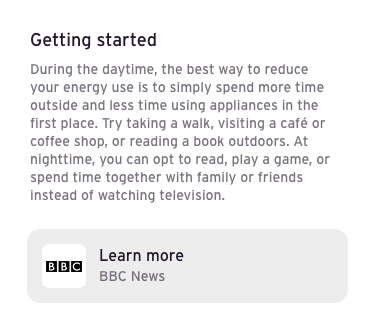 Getting started
During the daytime, the best way to reduce
your energy use is to simply spend more time
outside and less time using appliances in the
first place. Try taking a walk, visiting a café or
coffee shop, or reading a book outdoors. At
nighttime, you can opt to read, play a game, or
spend time together with family or friends
instead of watching television.
BBC
Learn more
BBC News